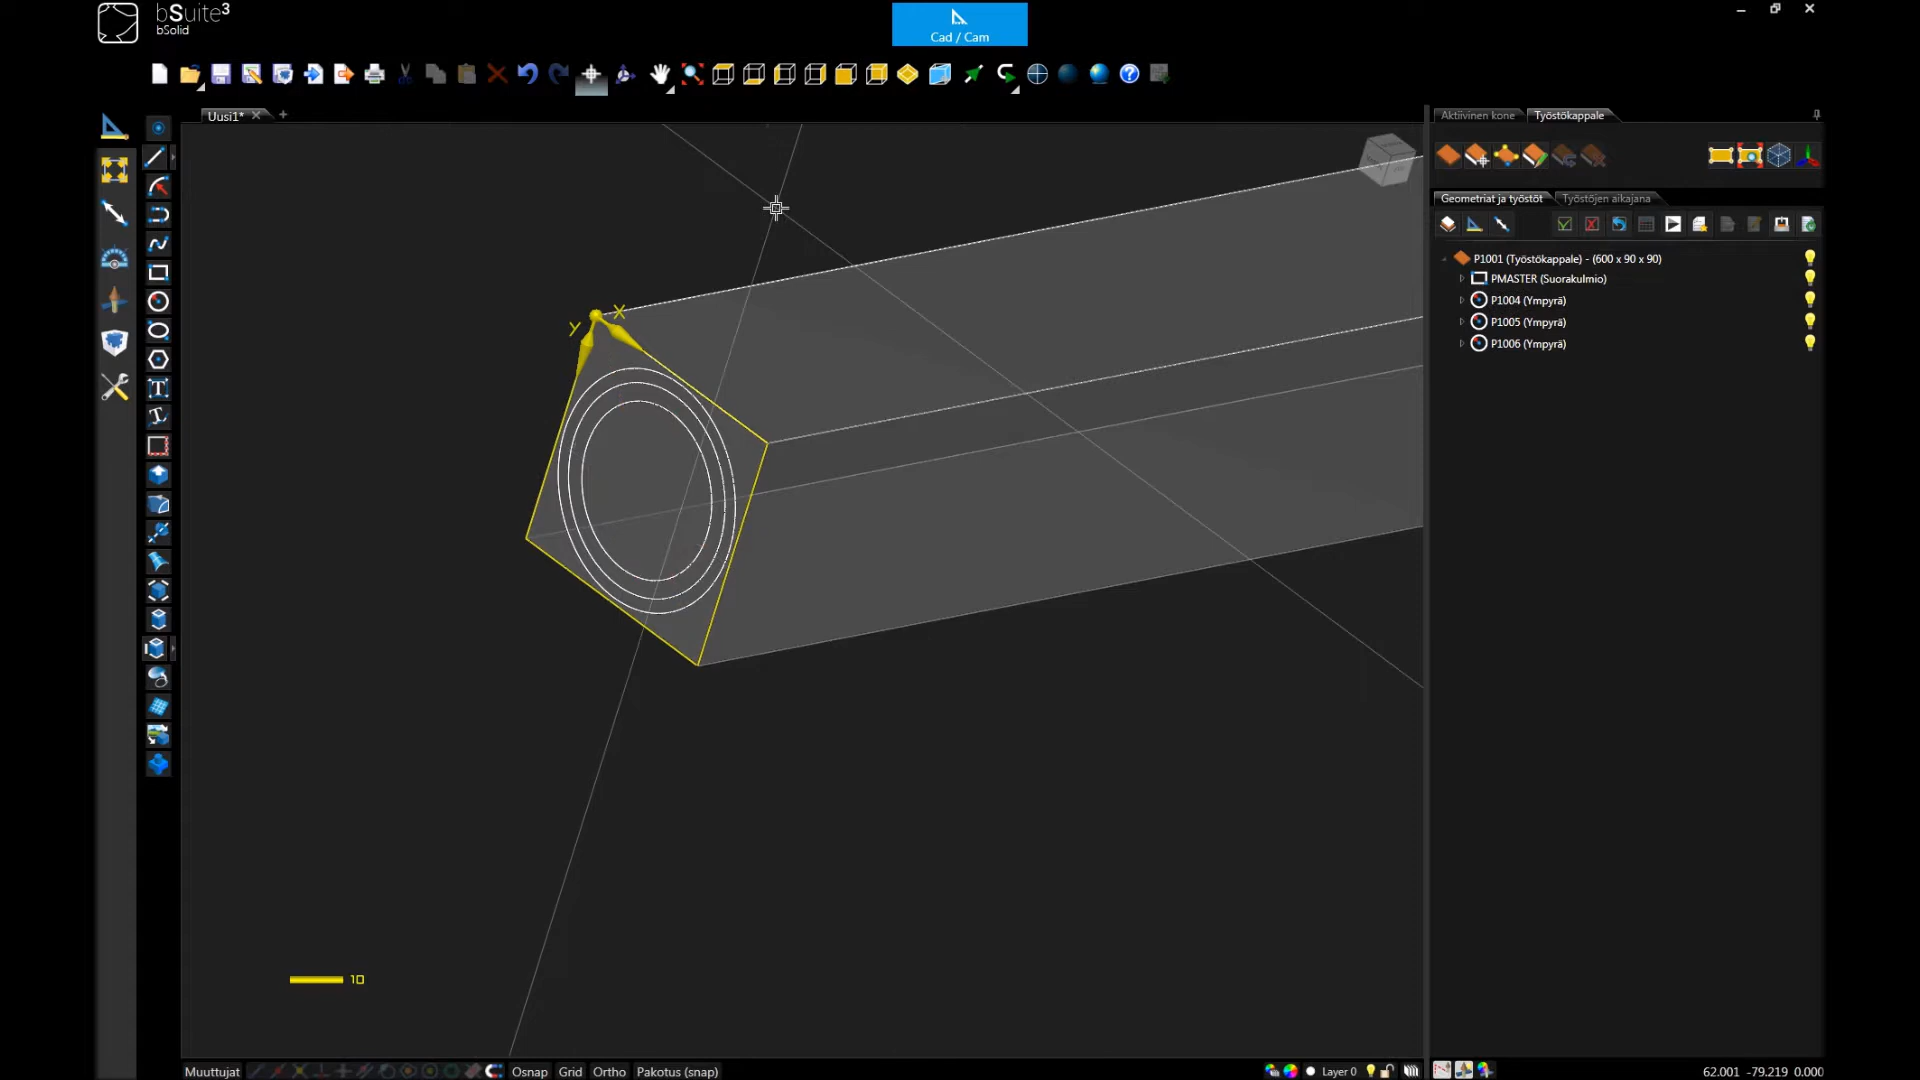 bSuite³
bSolid
Cad / Cam
Uusi1*
Aktiivinen kone
Työstökappale
Geometriat ja työstöt
Työstöjen aikajana
P1001 (Työstökappale) - (600 x 90 x 90)
PMASTER (Suorakulmio)
P1004 (Ympyrä)
P1005 (Ympyrä)
P1006 (Ympyrä)
Y
X
10
Muuttujat
Osnap
Grid
Ortho
Pakotus (snap)
Layer 0
62.001 -79.219 0.000